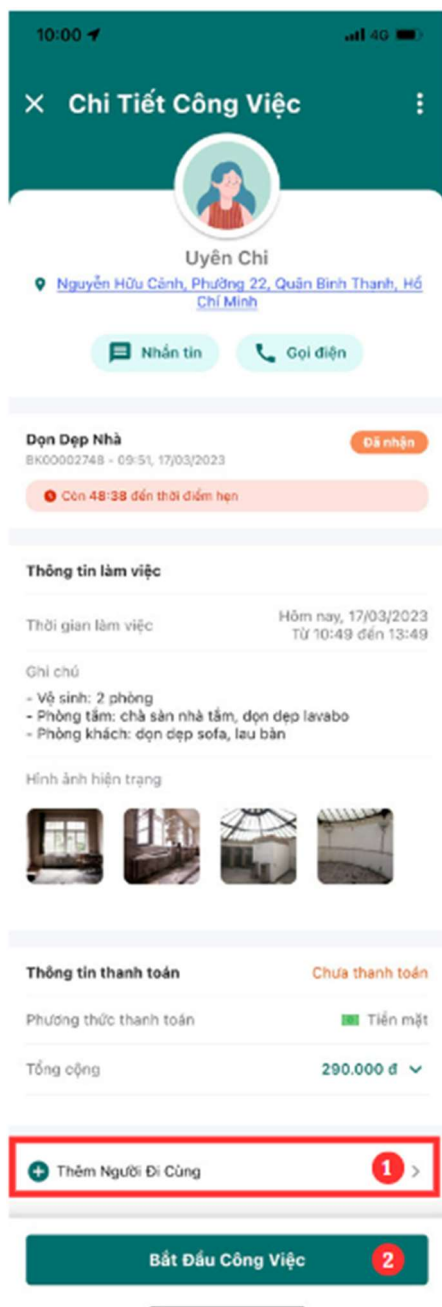 10:00
4G
Chi Tiết Công Việc
Uyên Chi
Nguyễn Hữu Cảnh, Phường 22, Quận Bình Thạnh, Hồ
Chí Minh
Nhắn tin
Gọi điện
Dọn Dẹp Nhà
Đã nhận
BK00002748 - 09:51, 17/03/2023
Còn 48:38 đến thời điểm hẹn
Thông tin làm việc
Thời gian làm việc
Hôm nay, 17/03/2023
Từ 10:49 đến 13:49
Ghi chú
- Vệ sinh: 2 phòng
- Phòng tắm: chà sàn nhà tắm, dọn dẹp lavabo
- Phòng khách: dọn dẹp sofa, lau bàn
Hình ảnh hiện trạng
Thông tin thanh toán
Chưa thanh toán
Phương thức thanh toán
Tiền mặt
Tổng cộng
290.000 đ
Thêm Người Đi Cùng
1
Bắt Đầu Công Việc
2